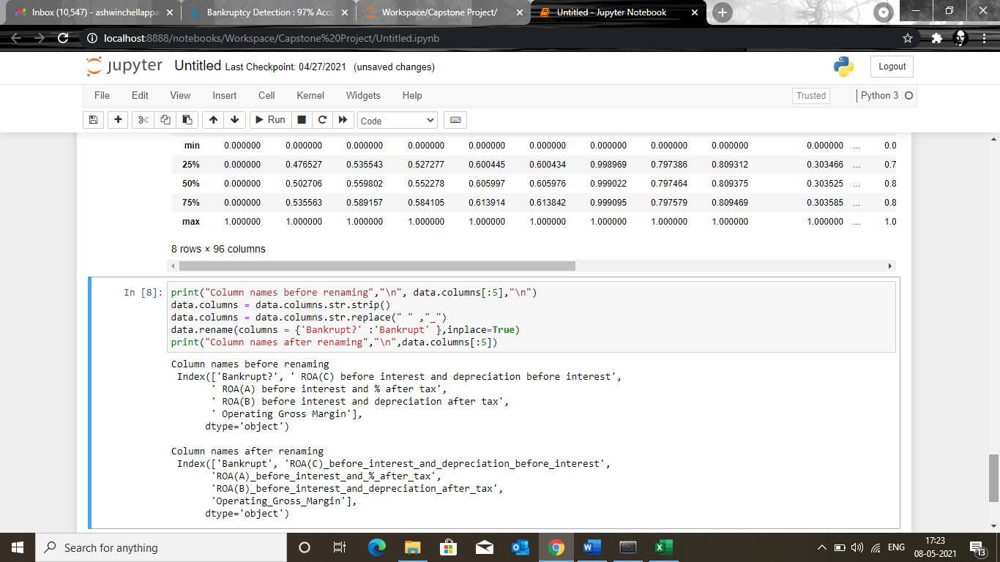 Inbox (10,547) - ashwinchellappa
Bankruptcy Detection : 97% Accu
Workspace/Capstone Project/
Untitled - Jupyter Notebook
localhost:8888/notebooks/Workspace/Capstone%20Project/Untitled.ipynb
jupyter Untitled Last Checkpoint: 04/27/2021 (unsaved changes)
Logout
File Edit View Insert Cell Kernel Widgets Help
Trusted
Python 3
Run
Code
min 0.000000 0.000000 0.000000 0.000000 0.000000 0.000000 0.000000 0.000000 0.000000 0.000000 ... 0.0
25% 0.000000 0.476527 0.535543 0.527277 0.600445 0.600434 0.998969 0.797386 0.809312 0.303466 ... 0.7
50% 0.000000 0.502706 0.559802 0.552278 0.605997 0.605976 0.999022 0.797464 0.809375 0.303525 ... 0.8
75% 0.000000 0.535563 0.589157 0.584105 0.613914 0.613842 0.999095 0.797579 0.809469 0.303585 ... 0.8
max 1.000000 1.000000 1.000000 1.000000 1.000000 1.000000 1.000000 1.000000 1.000000 1.000000 ... 1.0
8 rows × 96 columns
In [8]: print("Column names before renaming","\n", data.columns[:5],"\n")
data.columns = data.columns.str.strip()
data.columns = data.columns.str.replace(" " ,"_")
data.rename(columns = {'Bankrupt?' :'Bankrupt' },inplace=True)
print("Column names after renaming","\n",data.columns[:5])
Column names before renaming
Index(['Bankrupt?', ' ROA(C) before interest and depreciation before interest',
' ROA(A) before interest and % after tax',
' ROA(B) before interest and depreciation after tax',
' Operating Gross Margin'],
dtype='object')
Column names after renaming
Index(['Bankrupt', 'ROA(C)_before_interest_and_depreciation_before_interest',
'ROA(A)_before_interest_and_%_after_tax',
'ROA(B)_before_interest_and_depreciation_after_tax',
'Operating_Gross_Margin'],
dtype='object')
Search for anything
ENG
17:23
08-05-2021
13